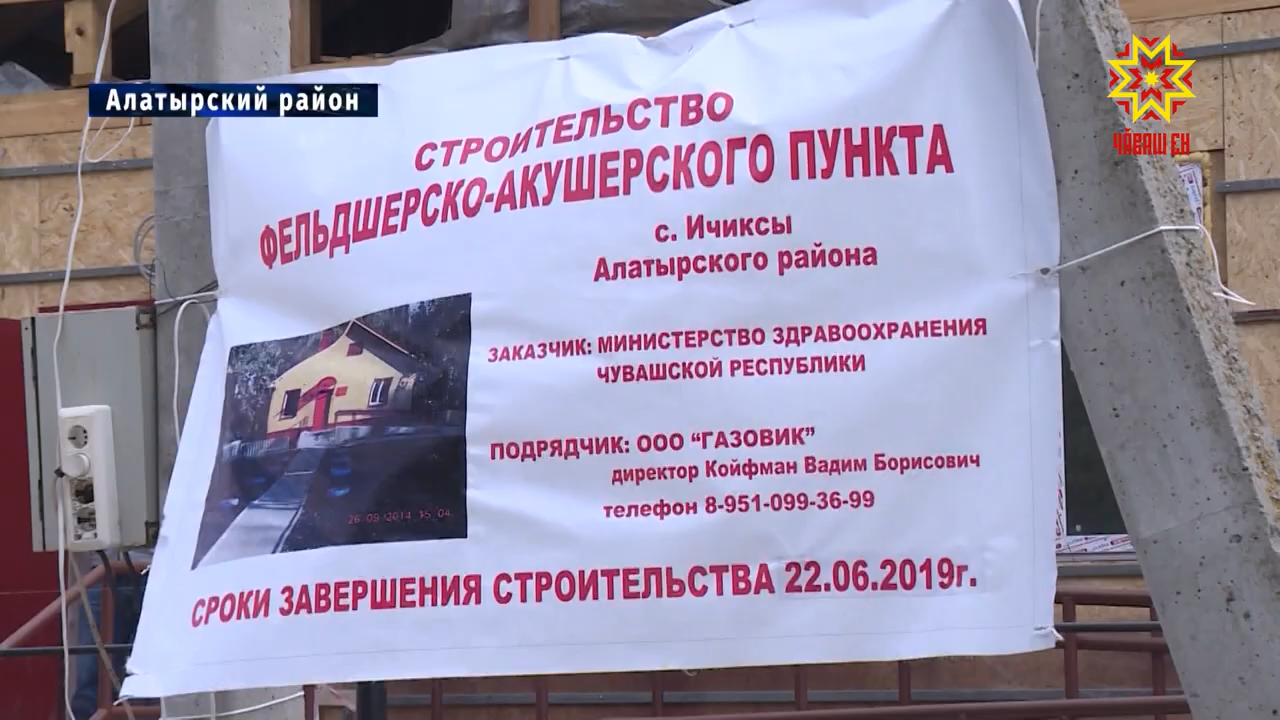 Алатырский район
ЧӐВАШ ЕН
СТРОИТЕЛЬСТВО
ФЕЛЬДШЕРСКО-АКУШЕРСКОГО ПУНКТА
с. Ичиксы
Алатырского района
ЗАКАЗЧИК: МИНИСТЕРСТВО ЗДРАВООХРАНЕНИЯ
ЧУВАШСКОЙ РЕСПУБЛИКИ
ПОДРЯДЧИК: ООО "ГАЗОВИК"
директор Койфман Вадим Борисович
телефон 8-951-099-36-99
26 09 2014 15 04
СРОКИ ЗАВЕРШЕНИЯ СТРОИТЕЛЬСТВА 22.06.2019г.